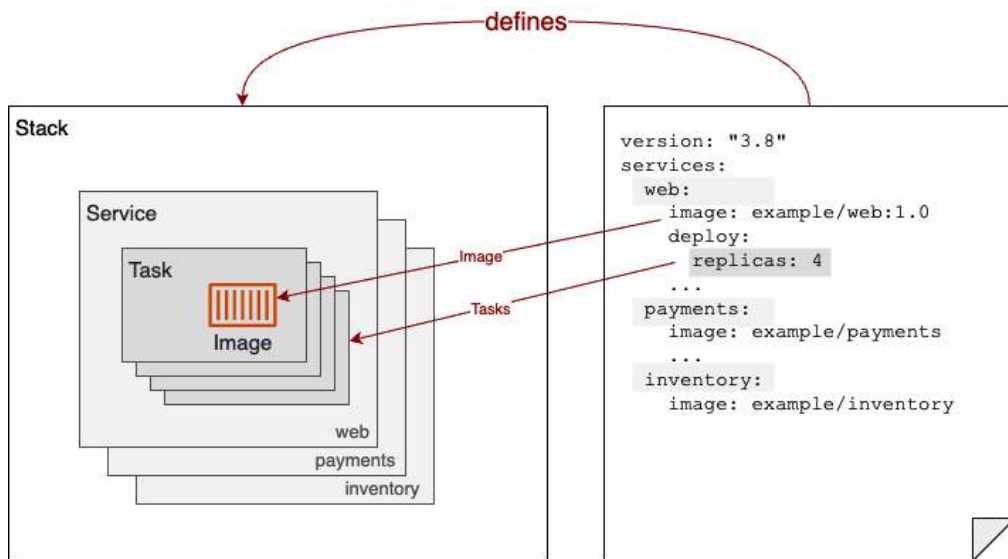 defines
Stack
Service
Task
Image
web
payments
inventory
Image
Tasks
version: "3.8"
services:
web:
image: example/web:1.0
deploy:
replicas: 4
...
payments:
image: example/payments
...
inventory:
image: example/inventory